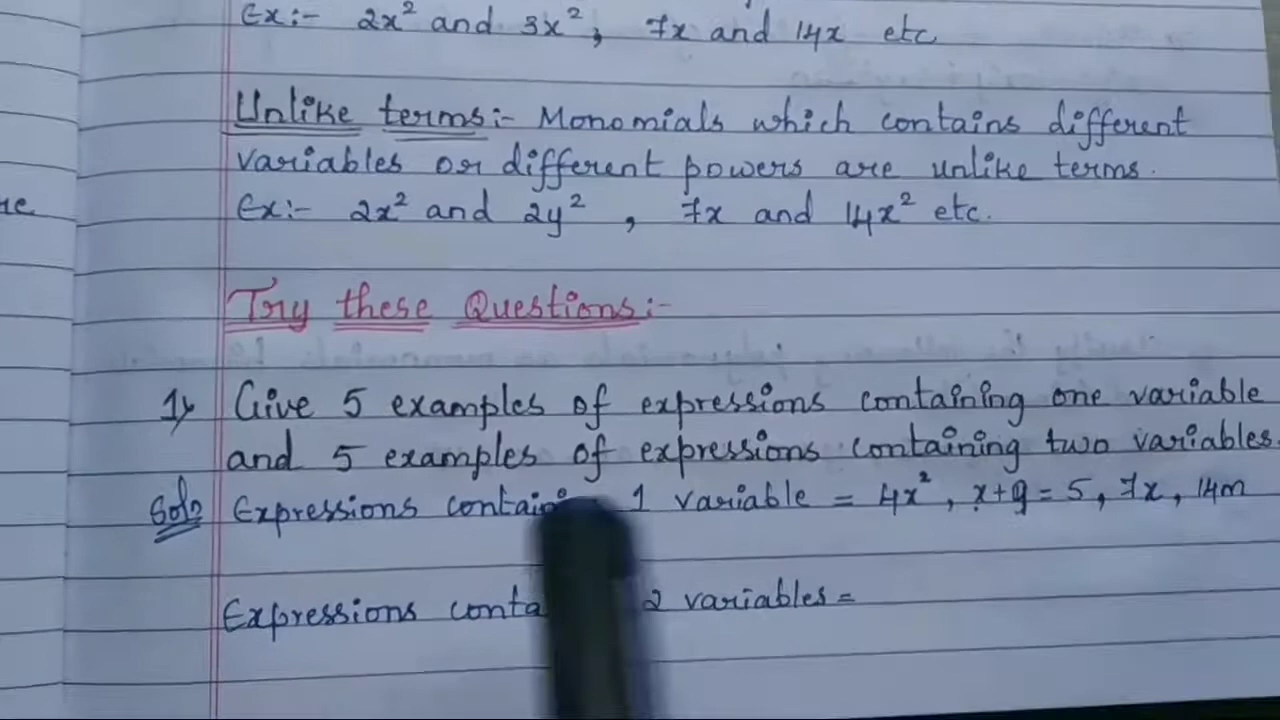 Ex:- 2x² and 3x², 7x and 14x etc
Unlike terms:- Monomials which contains different
variables or different powers are unlike terms.
Ex:- 2x² and 2y² , 7x and 14x² etc.
Try these Questions:-
1) Give 5 examples of expressions containing one variable
and 5 examples of expressions containing two variables.
Soln Expressions 1 variable = 4x², x+9=5, 7x, 14m
Expressions 2 variables =